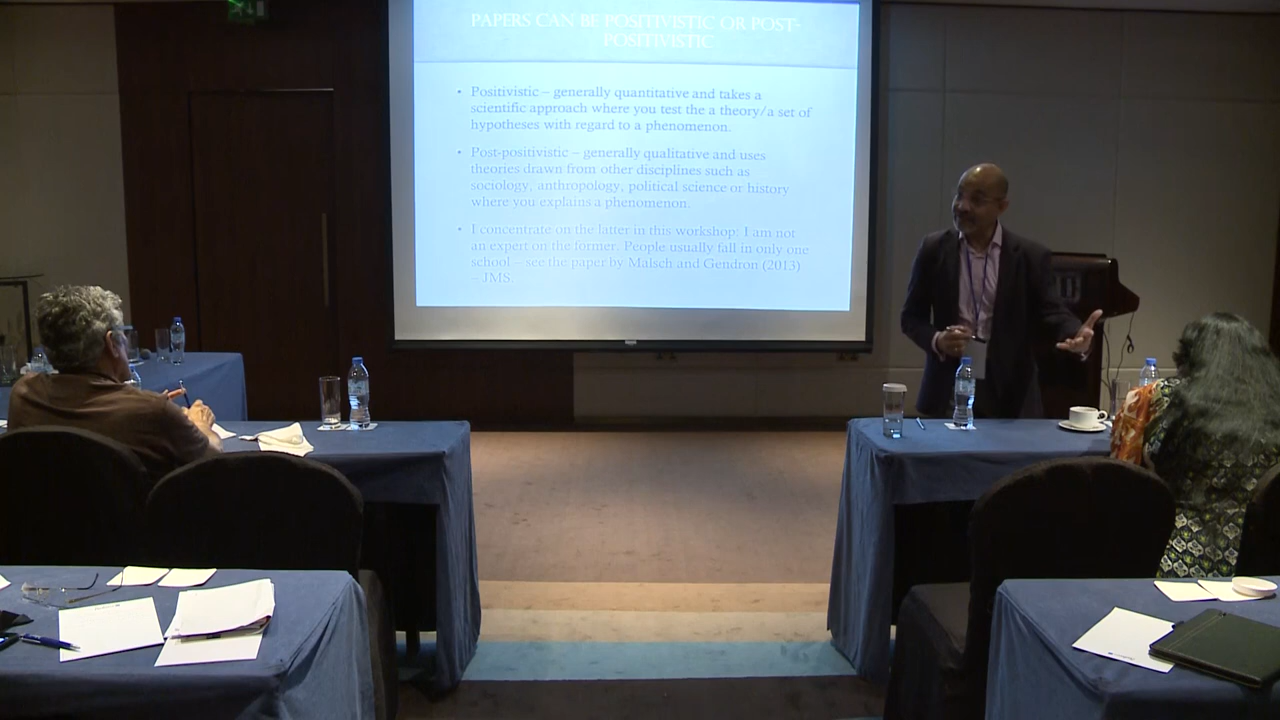 PAPERS CAN BE POSITIVISTIC OR POST-
POSITIVISTIC
• Positivistic – generally quantitative and takes a
scientific approach where you test the a theory/a set of
hypotheses with regard to a phenomenon.
• Post-positivistic – generally qualitative and uses
theories drawn from other disciplines such as
sociology, anthropology, political science or history
where you explains a phenomenon.
• I concentrate on the latter in this workshop: I am not
an expert on the former. People usually fall in only one
school – see the paper by Malsch and Gendron (2013)
– JMS.